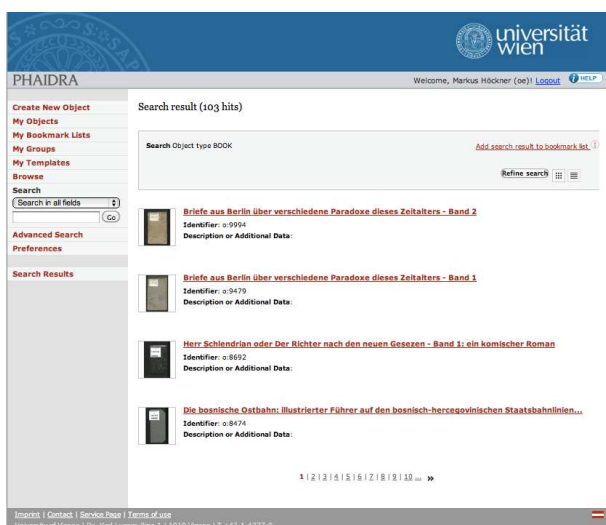 universität
wien
PHAIDRA
Welcome, Markus Höckner (oe)! Logout
HELP
Create New Object
My Objects
My Bookmark Lists
My Groups
My Templates
Browse
Search
Search in all fields
Go
Advanced Search
Preferences
Search Results
Search result (103 hits)
Search Object type BOOK
Add search result to bookmark list
Refine search
Briefe aus Berlin über verschiedene Paradoxe dieses Zeitalters - Band 2
Identifier: o:9994
Description or Additional Data:
Briefe aus Berlin über verschiedene Paradoxe dieses Zeitalters - Band 1
Identifier: o:9479
Description or Additional Data:
Herr Schlendrian oder Der Richter nach den neuen Gesezen - Band 1: ein komischer Roman
Identifier: o:8692
Description or Additional Data:
Die bosnische Ostbahn: illustrierter Führer auf den bosnisch-hercegovinischen Staatsbahnlinien...
Identifier: o:8474
Description or Additional Data:
1 | 2 | 3 | 4 | 5 | 6 | 7 | 8 | 9 | 10 ... »
Imprint | Contact | Service Page | Terms of use